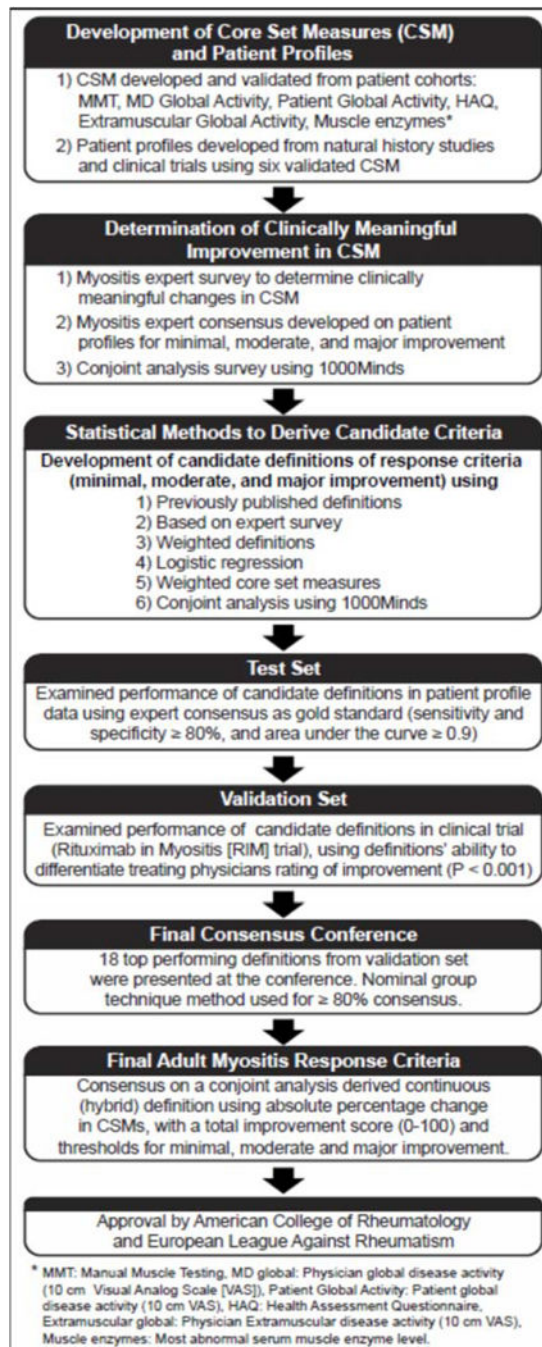 Development of Core Set Measures (CSM)
and Patient Profiles
1) CSM developed and validated from patient cohorts:
MMT, MD Global Activity, Patient Global Activity, HAQ,
Extramuscular Global Activity, Muscle enzymes*
2) Patient profiles developed from natural history studies
and clinical trials using six validated CSM
Determination of Clinically Meaningful
Improvement in CSM
1) Myositis expert survey to determine clinically
meaningful changes in CSM
2) Myositis expert consensus developed on patient
profiles for minimal, moderate, and major improvement
3) Conjoint analysis survey using 1000Minds
Statistical Methods to Derive Candidate Criteria
Development of candidate definitions of response criteria
(minimal, moderate, and major improvement) using
1) Previously published definitions
2) Based on expert survey
3) Weighted definitions
4) Logistic regression
5) Weighted core set measures
6) Conjoint analysis using 1000Minds
Test Set
Examined performance of candidate definitions in patient profile
data using expert consensus as gold standard (sensitivity and
specificity ≥ 80%, and area under the curve ≥ 0.9)
Validation Set
Examined performance of candidate definitions in clinical trial
(Rituximab in Myositis [RIM] trial), using definitions' ability to
differentiate treating physicians rating of improvement (P < 0.001)
Final Consensus Conference
18 top performing definitions from validation set
were presented at the conference. Nominal group
technique method used for ≥ 80% consensus.
Final Adult Myositis Response Criteria
Consensus on a conjoint analysis derived continuous
(hybrid) definition using absolute percentage change
in CSMs, with a total improvement score (0-100) and
thresholds for minimal, moderate and major improvement.
Approval by American College of Rheumatology
and European League Against Rheumatism
* MMT: Manual Muscle Testing, MD global: Physician global disease activity
(10 cm Visual Analog Scale [VAS]), Patient Global Activity: Patient global
disease activity (10 cm VAS), HAQ: Health Assessment Questionnaire,
Extramuscular global: Physician Extramuscular disease activity (10 cm VAS),
Muscle enzymes: Most abnormal serum muscle enzyme level.